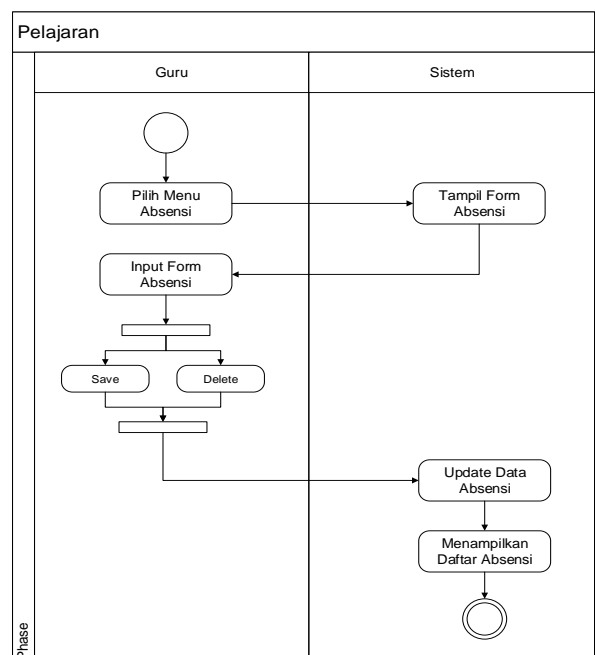 Pelajaran
Guru
Sistem
Pilih Menu
Absensi
Tampil Form
Absensi
Input Form
Absensi
Save
Delete
Update Data
Absensi
Menampilkan
Daftar Absensi
Phase